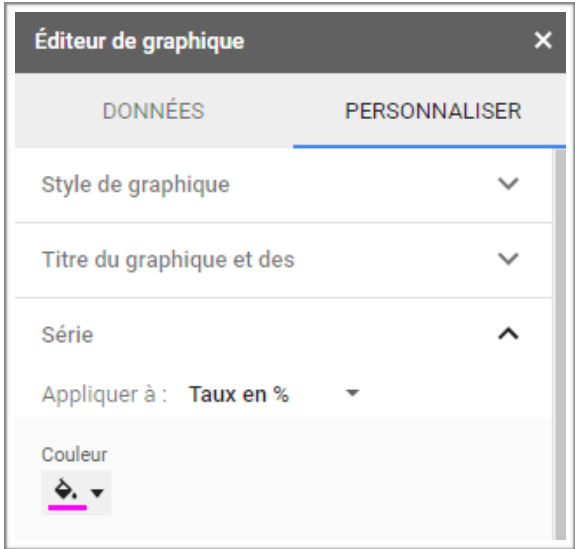 Éditeur de graphique
DONNÉES PERSONNALISER
Style de graphique
Titre du graphique et des
Série
Appliquer à : Taux en %
Couleur